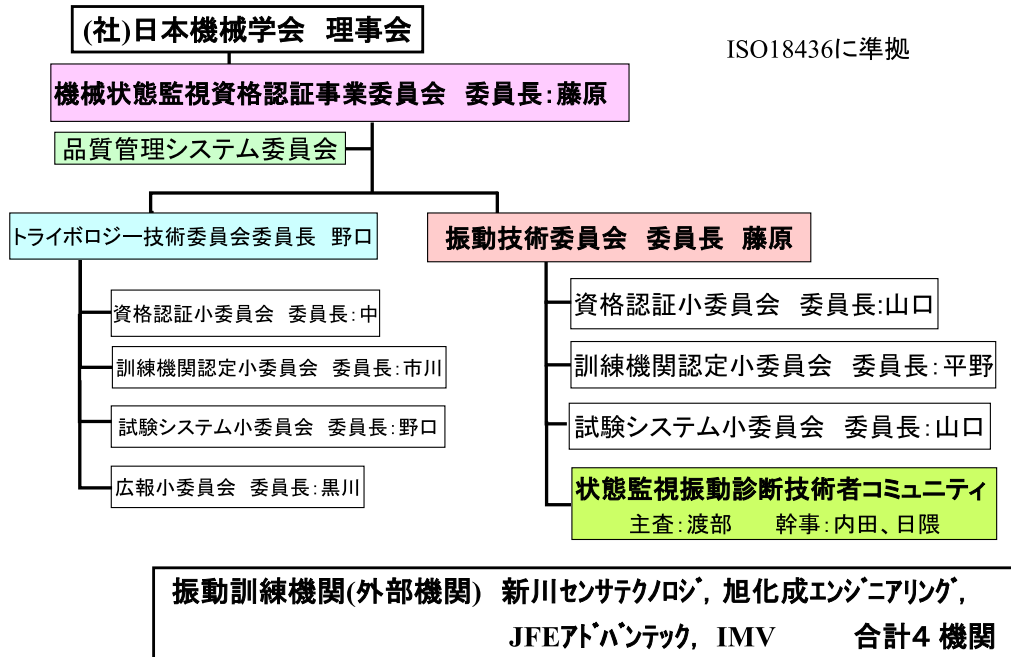 (社)日本機械学会　理事会
ISO18436に準拠
機械状態監視資格認証事業委員会　委員長：藤原
品質管理システム委員会
トライボロジー技術委員会委員長　野口
振動技術委員会　委員長　藤原
資格認証小委員会　委員長：中
訓練機関認定小委員会　委員長：市川
試験システム小委員会　委員長：野口
広報小委員会　委員長：黒川
資格認証小委員会　委員長:山口
訓練機関認定小委員会　委員長：平野
試験システム小委員会　委員長：山口
状態監視振動診断技術者コミュニティ
主査：渡部　　幹事：内田、日隈
振動訓練機関(外部機関)　新川センサテクノロジ, 旭化成エンジニアリング,
JFEアドバンテック, IMV　　合計4 機関